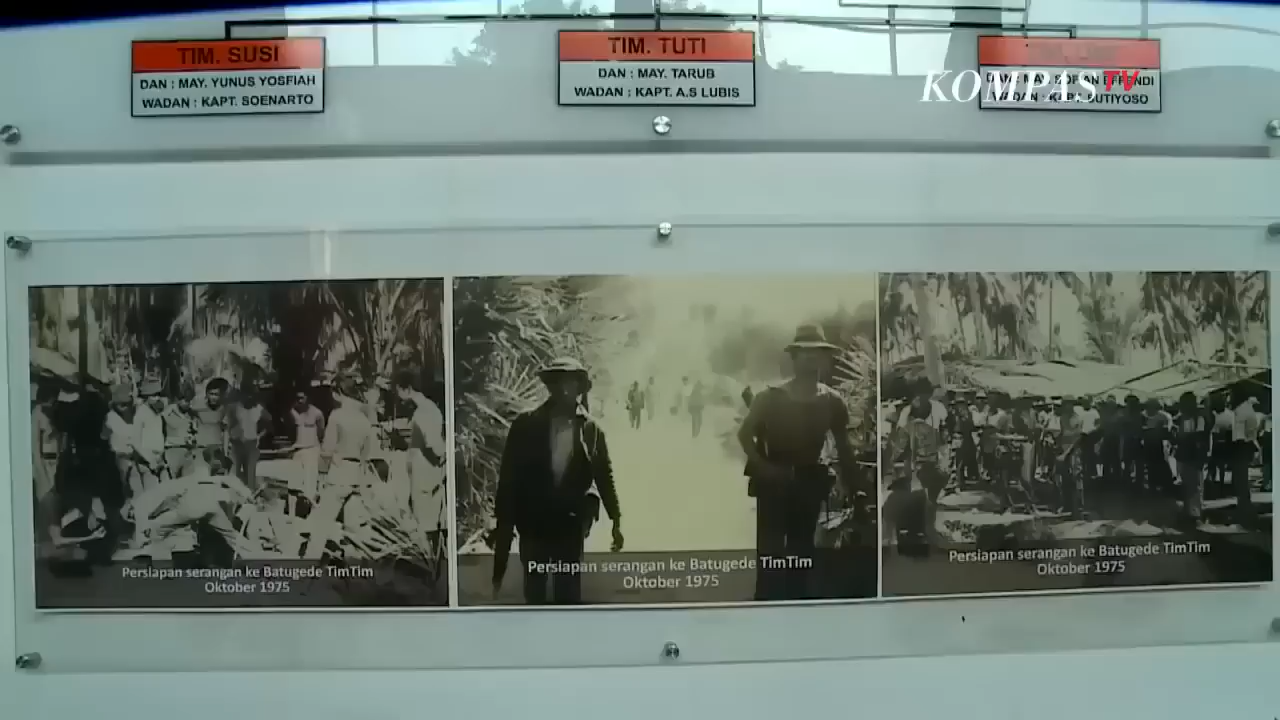 TIM. SUSI
DAN : MAY. YUNUS YOSFIAH
WADAN : KAPT. SOENARTO
TIM. TUTI
DAN : MAY. TARUB
WADAN : KAPT. A.S LUBIS
KOMPASTV
Persiapan serangan ke Batugede TimTim
Oktober 1975
Persiapan serangan ke Batugede TimTim
Oktober 1975
Persiapan serangan ke Batugede TimTim
Oktober 1975